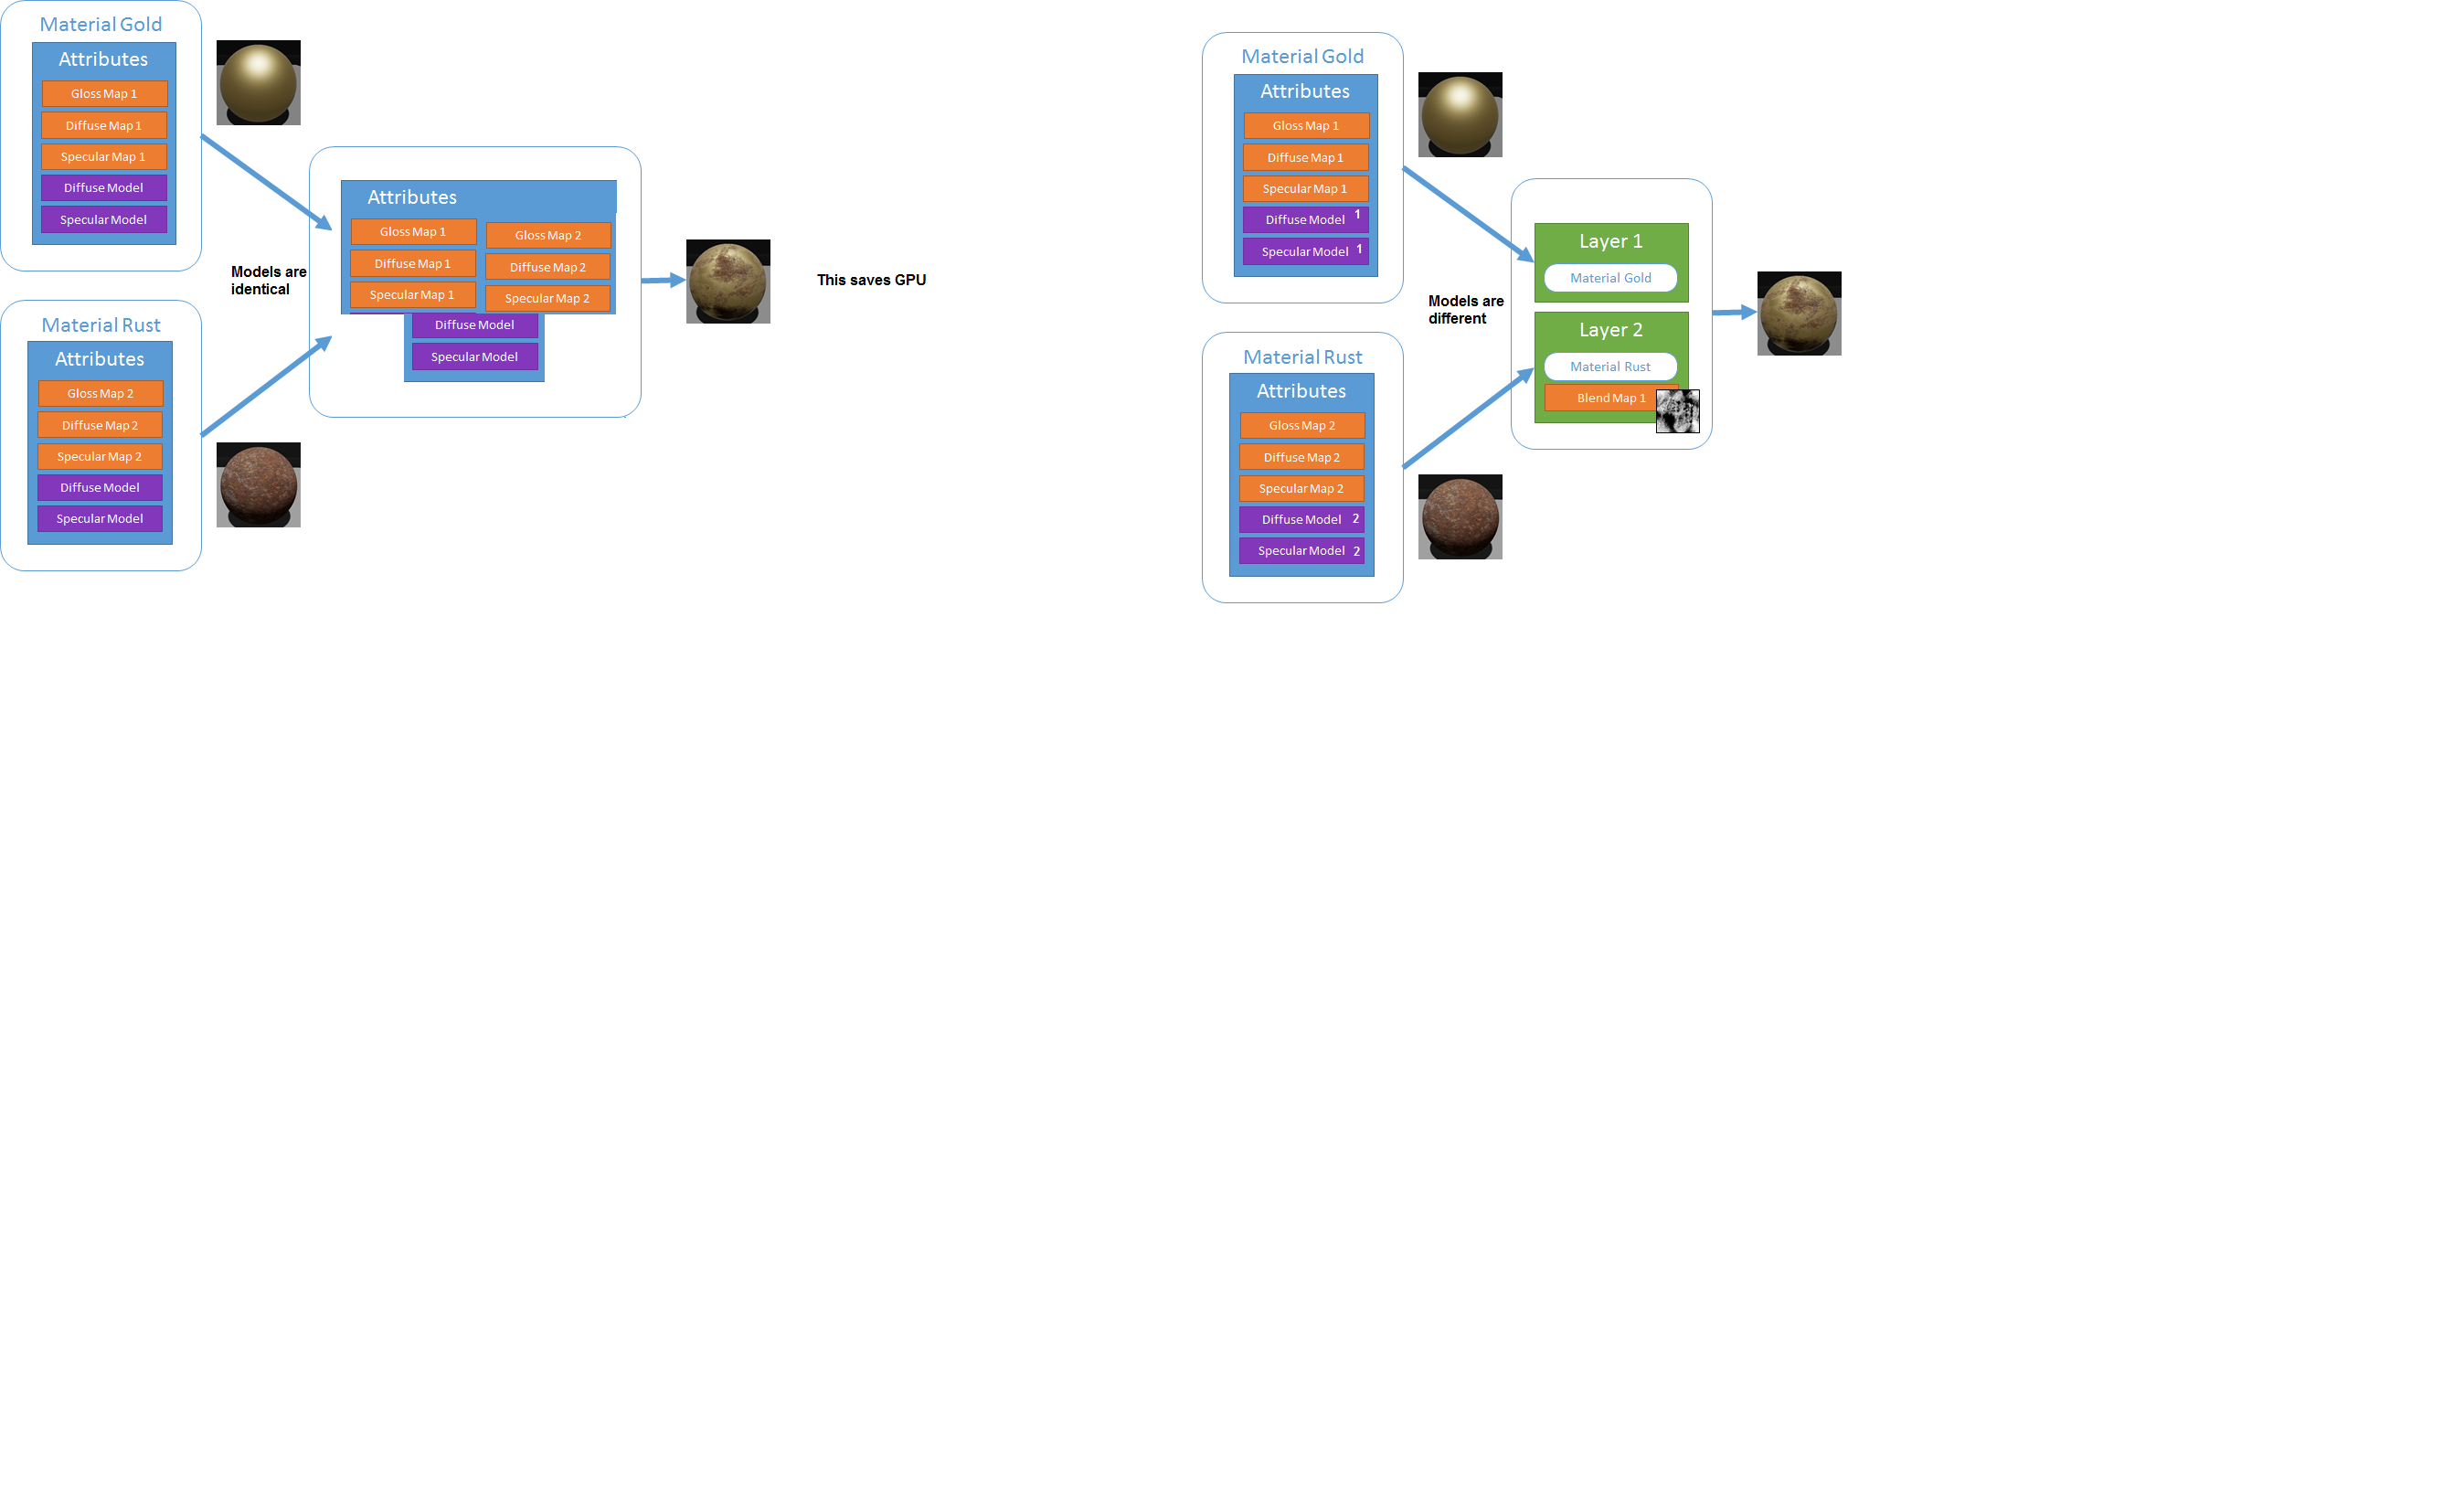 Material Gold
Attributes
Gloss Map 1
Diffuse Map 1
Specular Map 1
Diffuse Model
Specular Model
Models are
identical
Material Rust
Attributes
Gloss Map 2
Diffuse Map 2
Specular Map 2
Diffuse Model
Specular Model
Attributes
Gloss Map 1
Gloss Map 2
Diffuse Map 1
Diffuse Map 2
Specular Map 1
Specular Map 2
Diffuse Model
Specular Model
This saves GPU
Material Gold
Attributes
Gloss Map 1
Diffuse Map 1
Specular Map 1
Diffuse Model 1
Specular Model 1
Models are
different
Material Rust
Attributes
Gloss Map 2
Diffuse Map 2
Specular Map 2
Diffuse Model 2
Specular Model 2
Layer 1
Material Gold
Layer 2
Material Rust
Blend Map 1